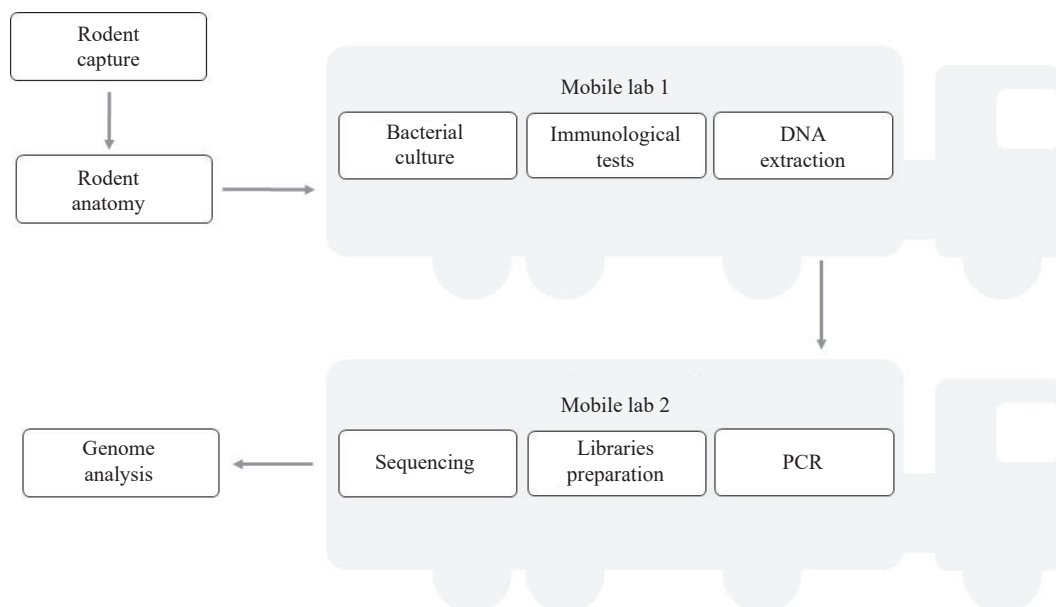 Rodent
capture
Rodent
anatomy
Mobile lab 1
Bacterial
culture
Immunological
tests
DNA
extraction
Mobile lab 2
Genome
analysis
Sequencing
Libraries
preparation
PCR